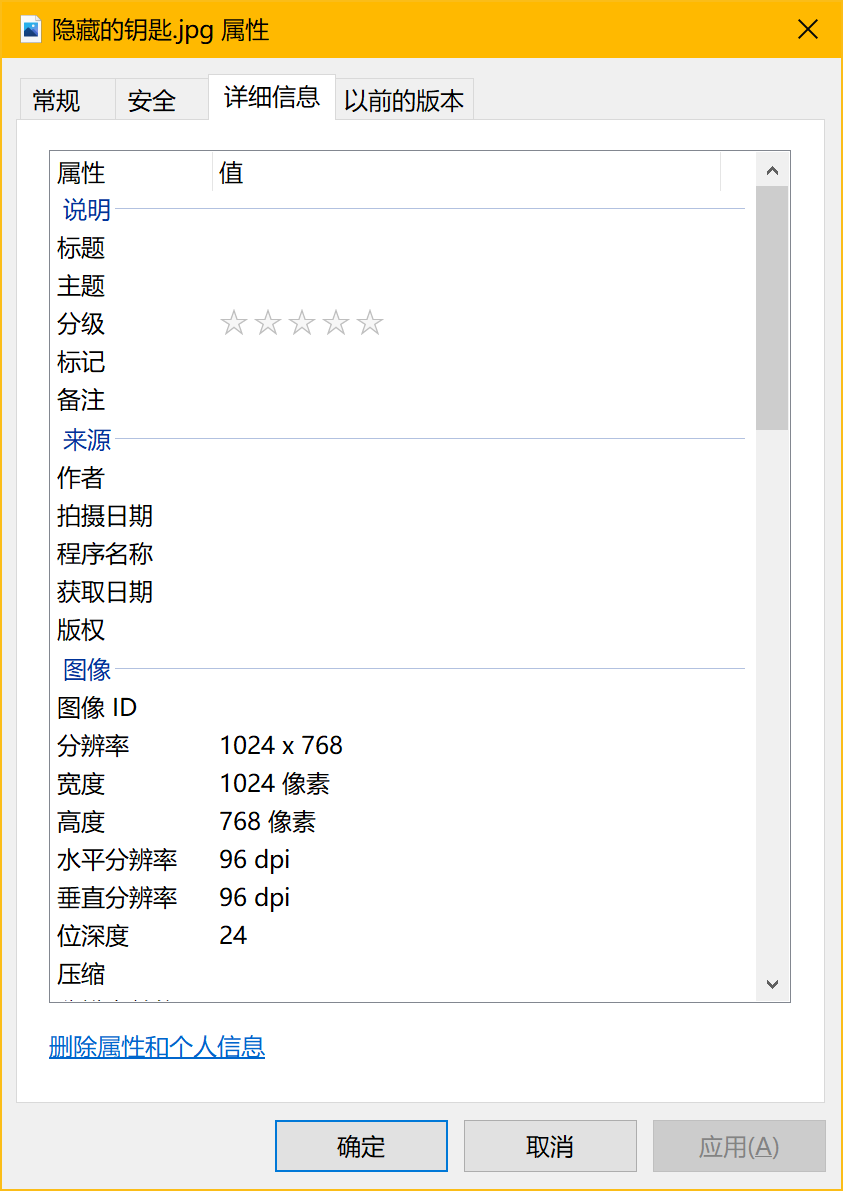 隐藏的钥匙.jpg 属性
常规 安全 详细信息 以前的版本
属性 值
说明
标题
主题
分级
标记
备注
来源
作者
拍摄日期
程序名称
获取日期
版权
图像
图像 ID
分辨率 1024 x 768
宽度 1024 像素
高度 768 像素
水平分辨率 96 dpi
垂直分辨率 96 dpi
位深度 24
压缩
删除属性和个人信息
确定 取消 应用(A)